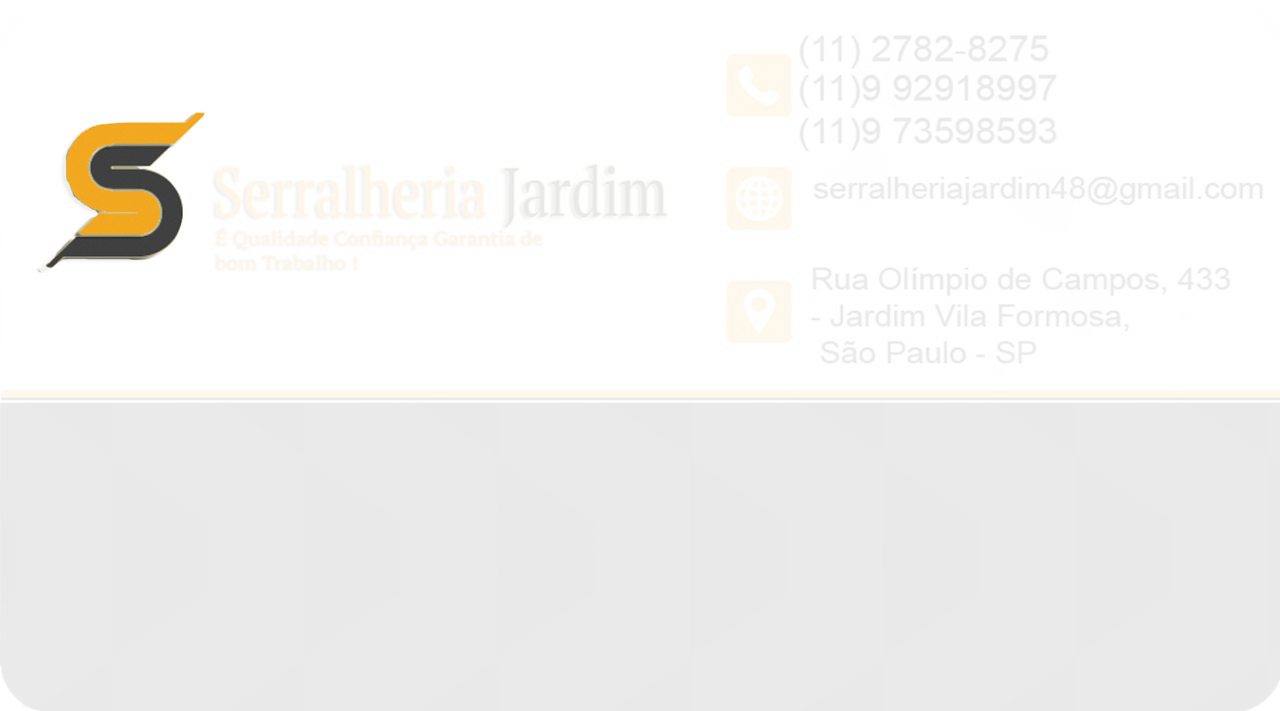 Serralheria Jardim
É Qualidade Confiança Garantia de
bom Trabalho !
(11) 2782-8275
(11)9 92918997
(11)9 73598593
serralheriajardim48@gmail.com
Rua Olímpio de Campos, 433
- Jardim Vila Formosa,
São Paulo - SP